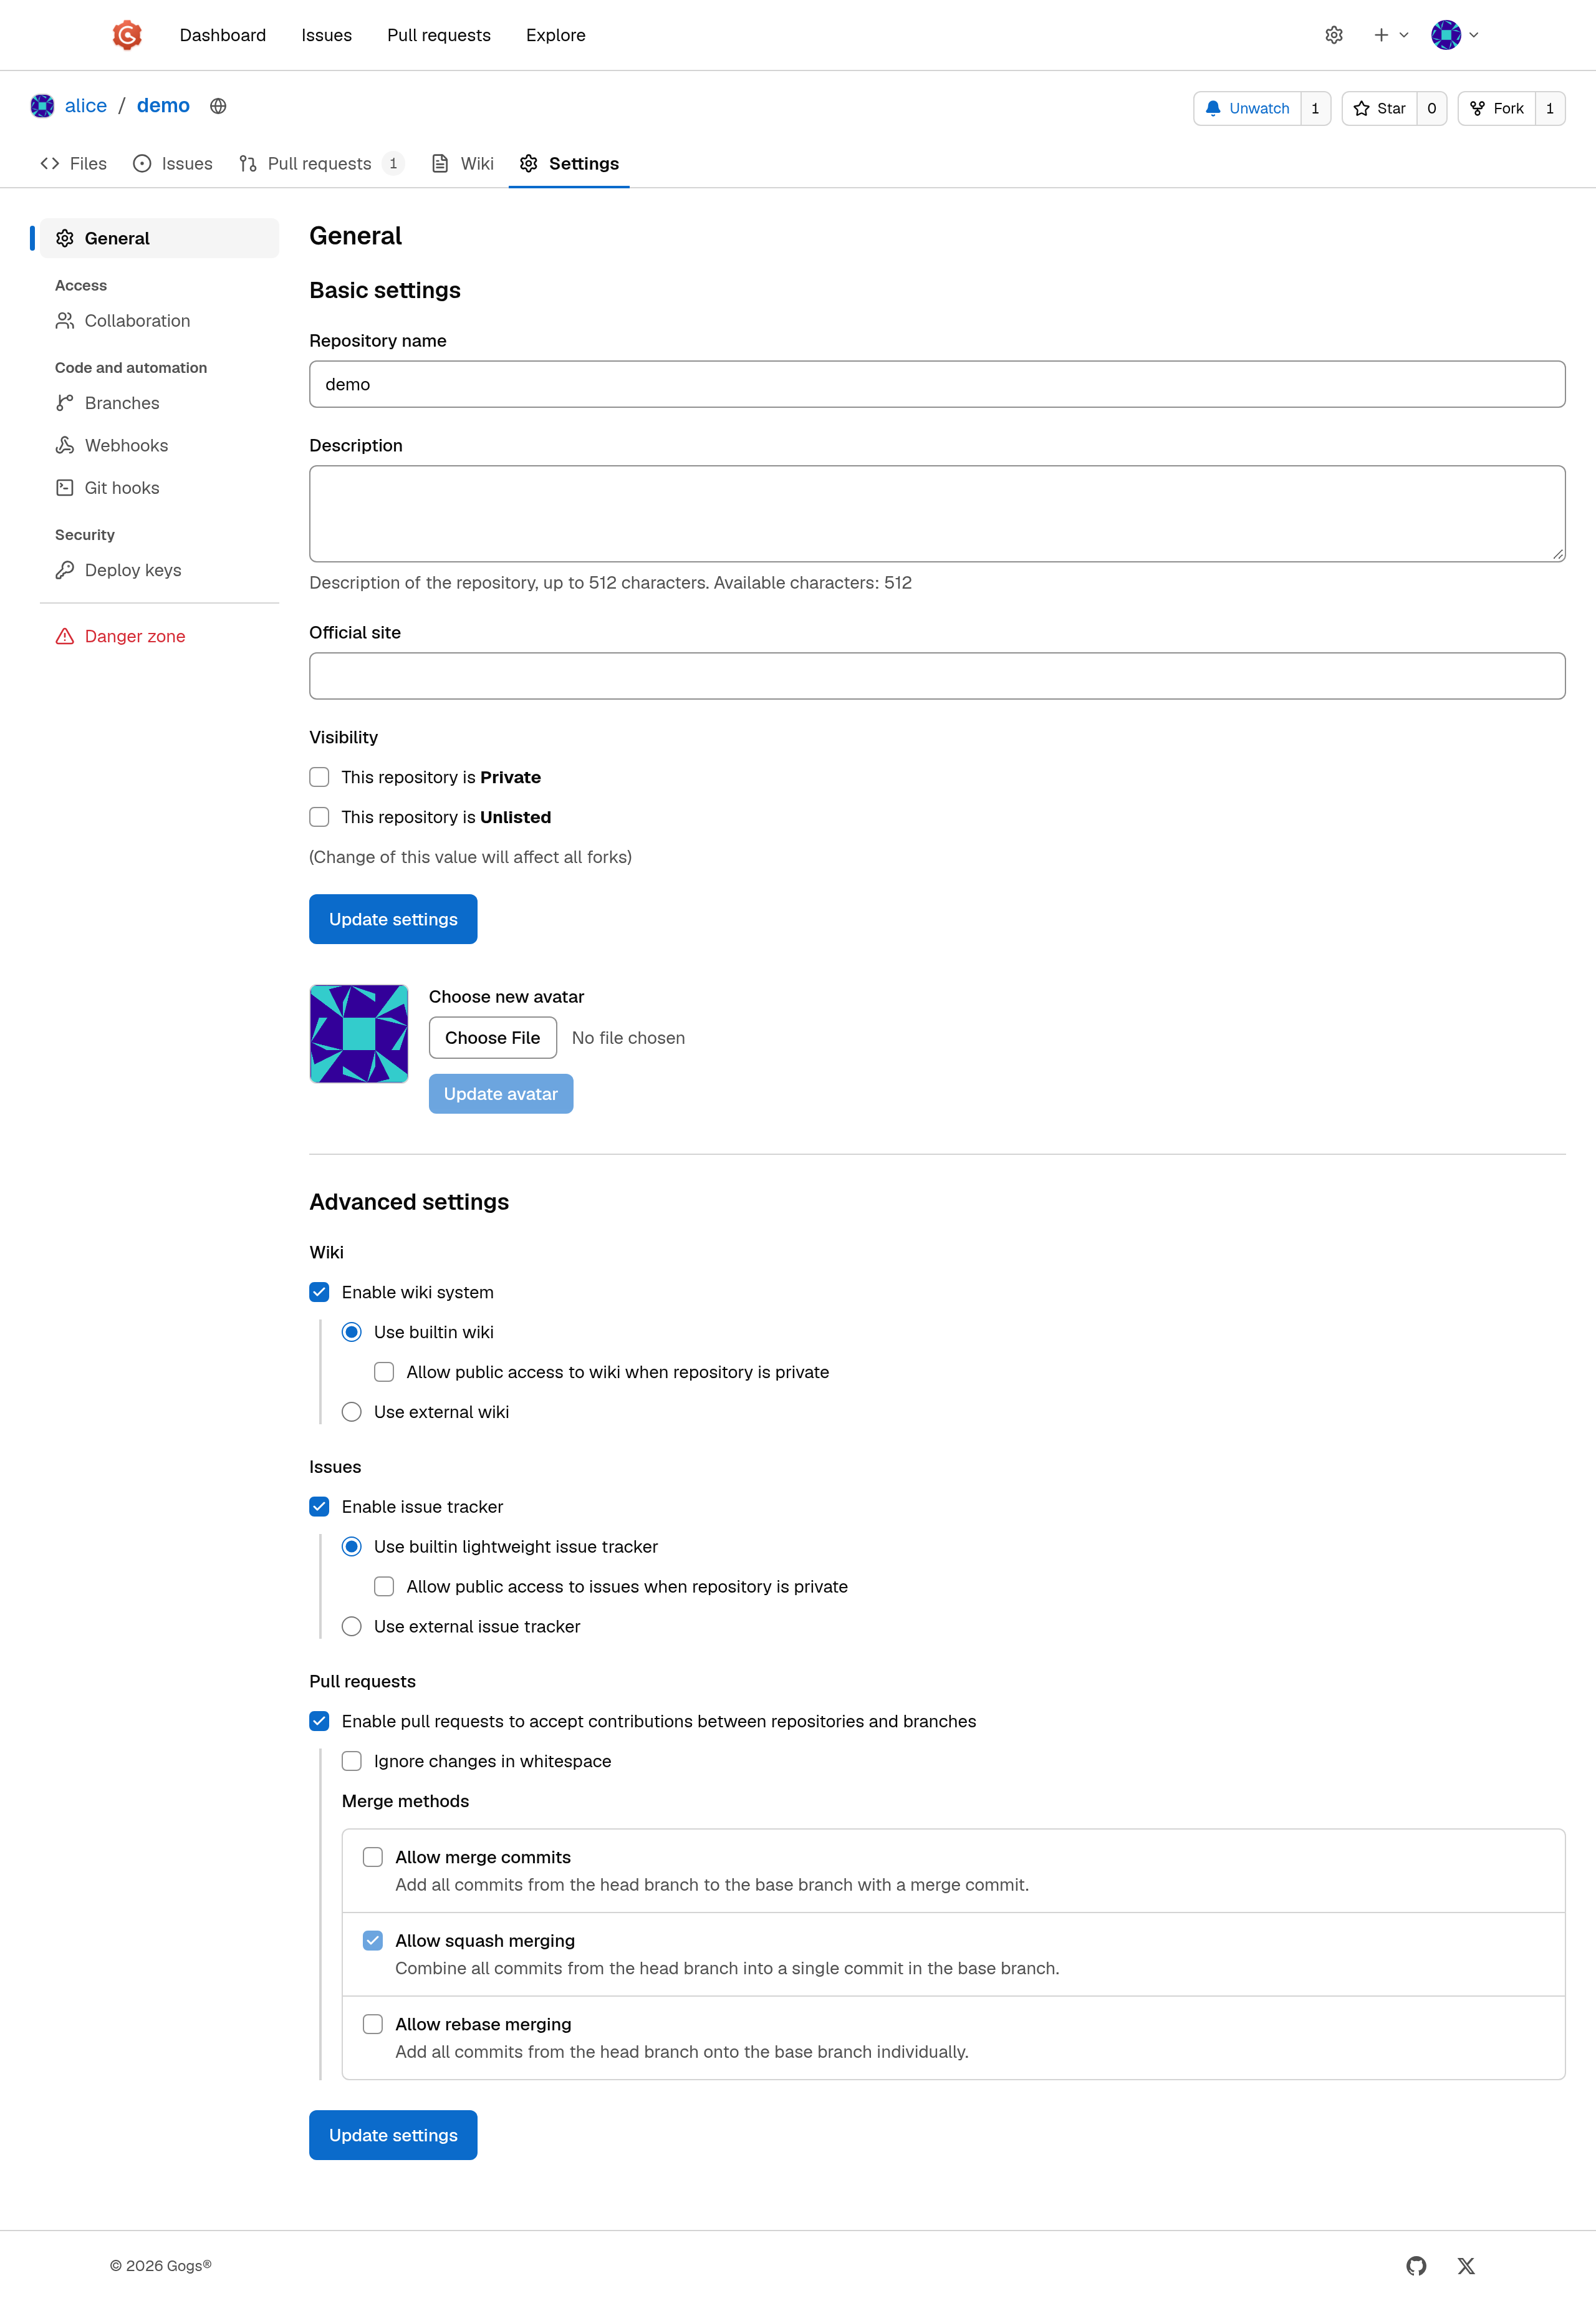 Dashboard Issues Pull requests Explore
alice / demo
Unwatch 1 Star 0 Fork 1
Files Issues Pull requests 1 Wiki Settings
General
Access
Collaboration
Code and automation
Branches
Webhooks
Git hooks
Security
Deploy keys
Danger zone
General
Basic settings
Repository name
demo
Description
Description of the repository, up to 512 characters. Available characters: 512
Official site
Visibility
This repository is Private
This repository is Unlisted
(Change of this value will affect all forks)
Update settings
Choose new avatar
Choose File No file chosen
Update avatar
Advanced settings
Wiki
Enable wiki system
Use builtin wiki
Allow public access to wiki when repository is private
Use external wiki
Issues
Enable issue tracker
Use builtin lightweight issue tracker
Allow public access to issues when repository is private
Use external issue tracker
Pull requests
Enable pull requests to accept contributions between repositories and branches
Ignore changes in whitespace
Merge methods
Allow merge commits
Add all commits from the head branch to the base branch with a merge commit.
Allow squash merging
Combine all commits from the head branch into a single commit in the base branch.
Allow rebase merging
Add all commits from the head branch onto the base branch individually.
Update settings
© 2026 Gogs®